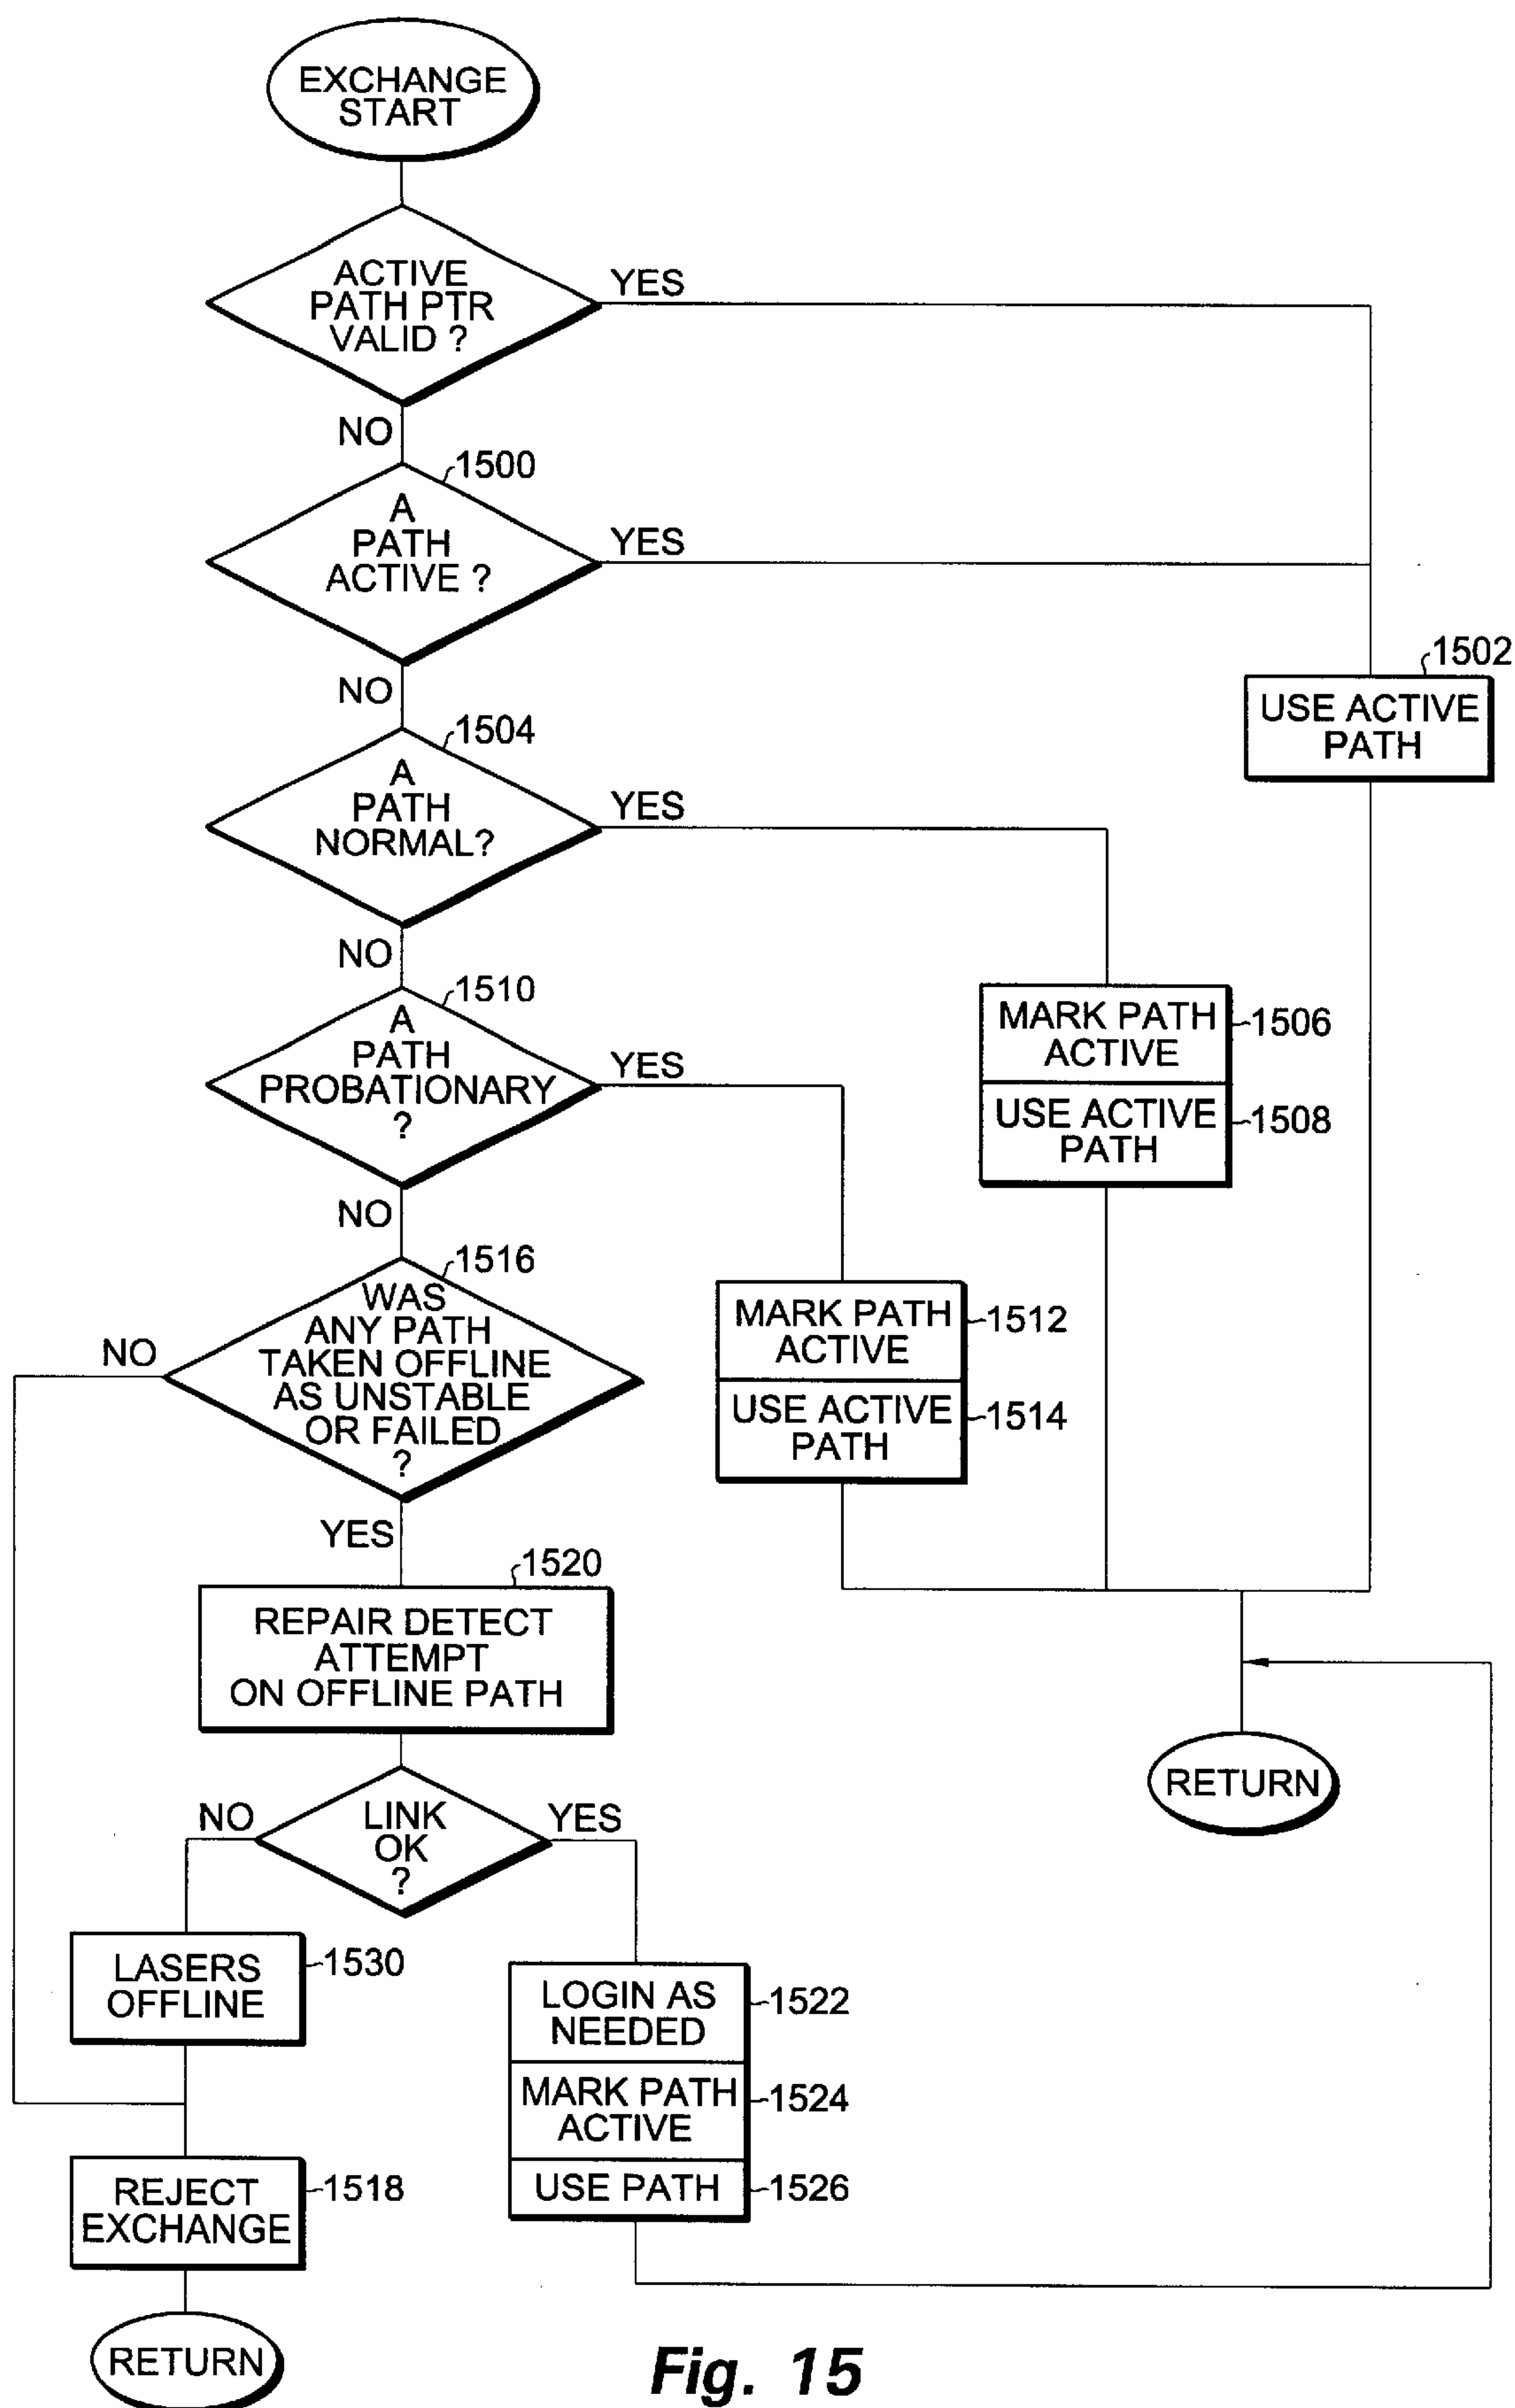 EXCHANGE
START
ACTIVE
PATH PTR
VALID ?
YES
NO
1500
A
PATH
ACTIVE ?
YES
NO
1502
USE ACTIVE
PATH
1504
A
PATH
NORMAL?
YES
NO
MARK PATH
ACTIVE
1506
USE ACTIVE
PATH
1508
1510
A
PATH
PROBATIONARY
?
YES
NO
MARK PATH
ACTIVE
1512
USE ACTIVE
PATH
1514
1516
WAS
ANY PATH
TAKEN OFFLINE
AS UNSTABLE
OR FAILED
?
NO
YES
1520
REPAIR DETECT
ATTEMPT
ON OFFLINE PATH
LINK
OK
?
NO
YES
RETURN
LASERS
OFFLINE
1530
LOGIN AS
NEEDED
1522
MARK PATH
ACTIVE
1524
USE PATH
1526
REJECT
EXCHANGE
1518
RETURN
Fig. 15